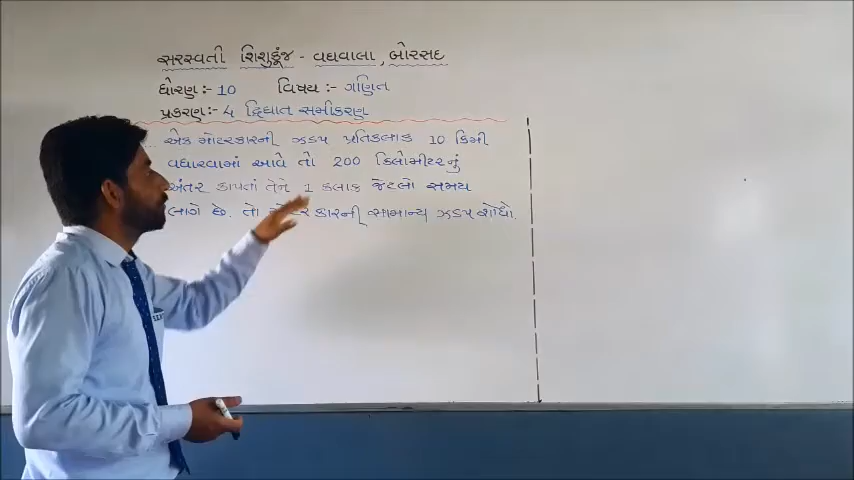 સરસ્વતી શિશુકુંજ - વઘવાલા, બોરસદ
ધોરણ :- 10 વિષય :- ગણિત
પ્રકરણ :- 4 દ્વિઘાત સમીકરણ
એક મોટરકારની ઝડપ પ્રતિકલાક 10 કિમી
વધારવામાં આવે તો 200 કિલોમીટરનું
અંતર કાપતાં તેને 1 કલાક જેટલો સમય
લાગે છે. તો મોટરકારની સામાન્ય ઝડપ શોધો.